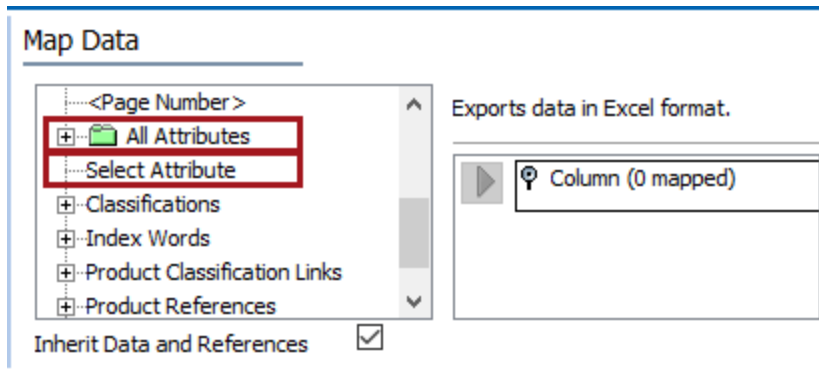 Map Data
<Page Number>
All Attributes
Select Attribute
Classifications
Index Words
Product Classification Links
Product References
Inherit Data and References
Exports data in Excel format.
Column (0 mapped)